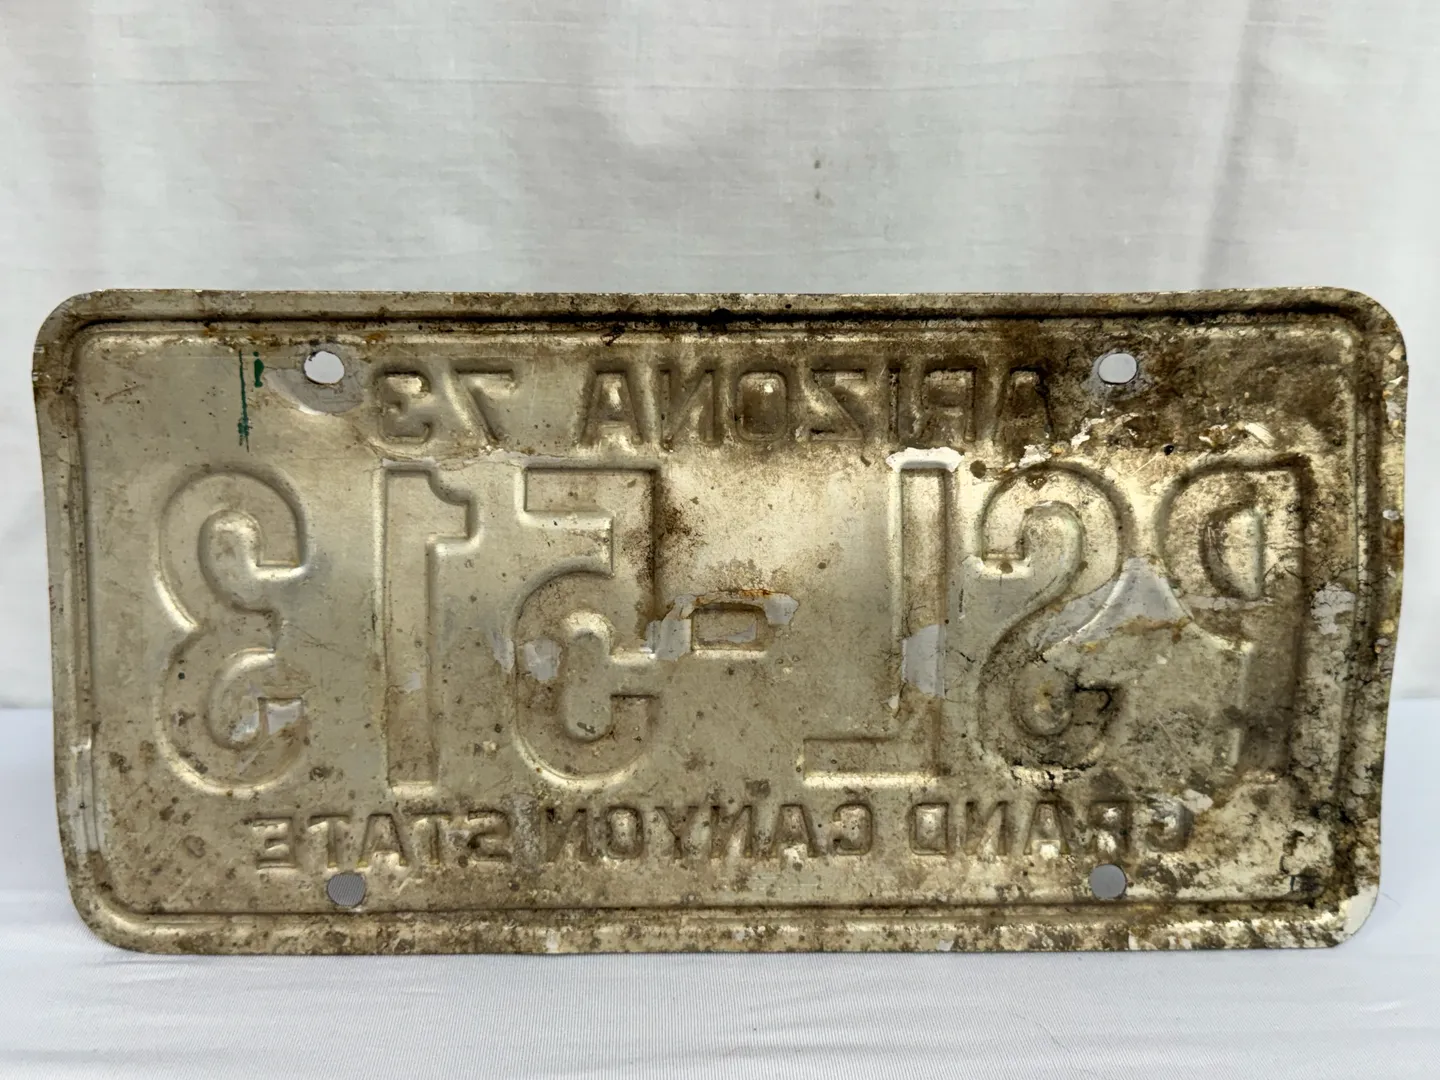 ARIZONA 73
PSL-513
GRAND CANYON STATE